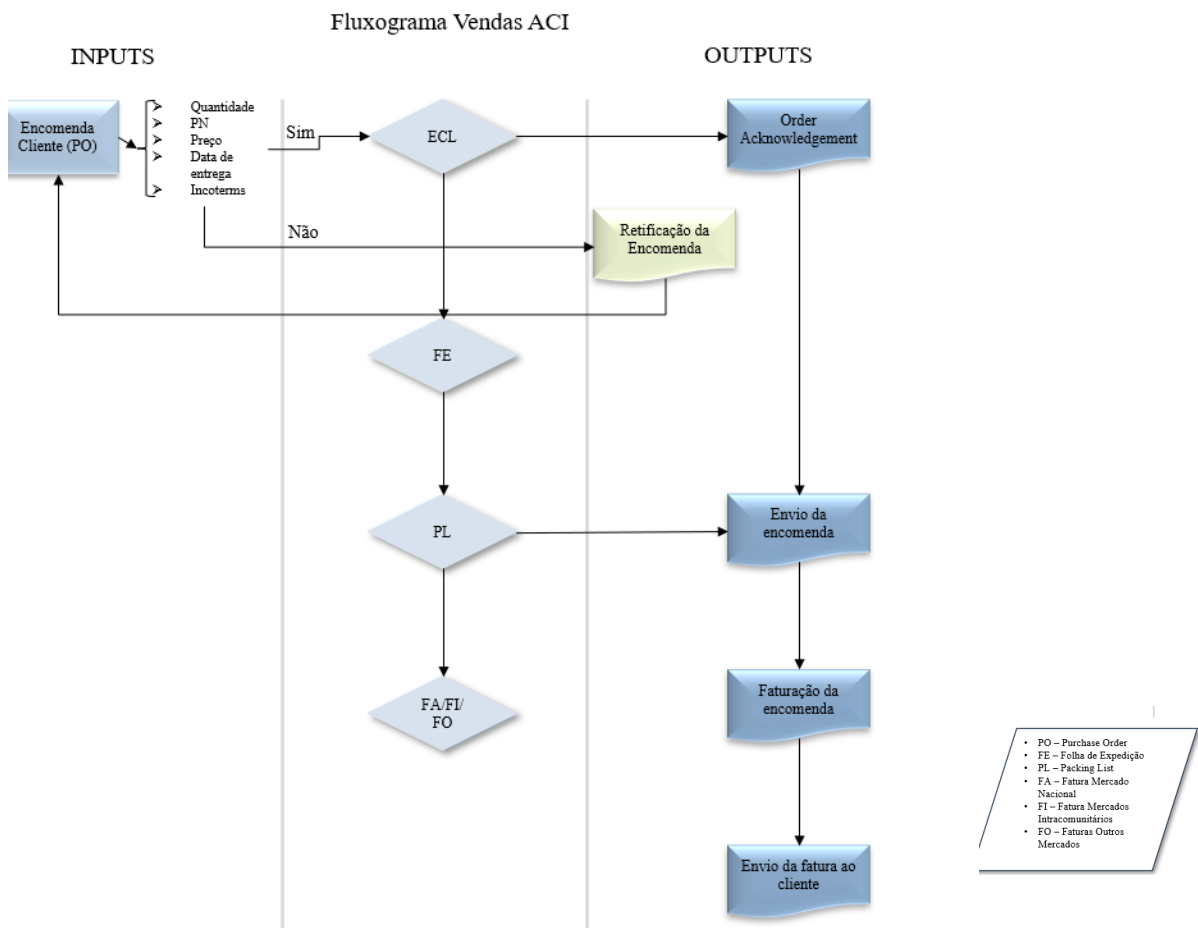 Fluxograma Vendas ACI
INPUTS
OUTPUTS
Encomenda
Cliente (PO)
Quantidade
PN
Preço
Data de
entrega
Incoterms
Sim
ECL
Order
Acknowledgement
Não
Retificação da
Encomenda
FE
PL
Envio da
encomenda
FA/FI/
FO
Faturação da
encomenda
Envio da fatura ao
cliente
• PO – Purchase Order
• FE – Folha de Expedição
• PL – Packing List
• FA – Fatura Mercado
Nacional
• FI – Fatura Mercados
Intracomunitários
• FO – Faturas Outros
Mercados